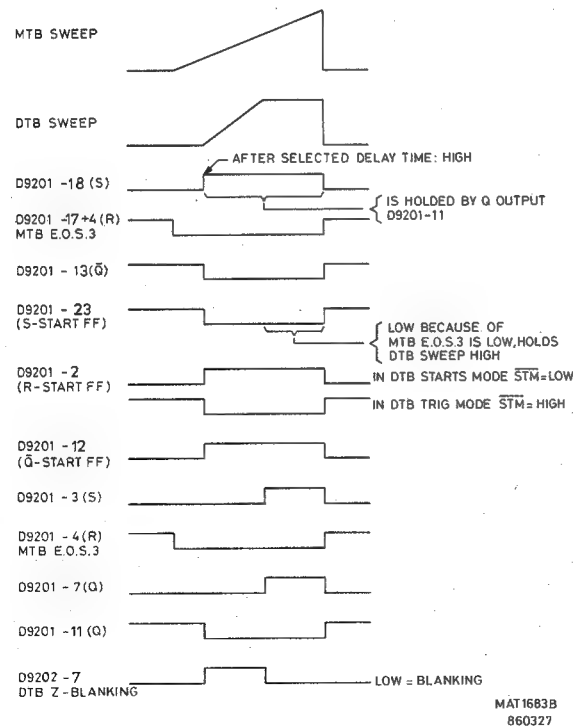 MTB SWEEP
DTB SWEEP
AFTER SELECTED DELAY TIME: HIGH
D9201 -18 (S)
IS HOLDED BY Q OUTPUT
D9201-11
D9201 -17+4(R)
MTB E.O.S.3
D9201 -13(Q̄)
D9201 - 23
(S-START FF)
LOW BECAUSE OF
MTB E.O.S.3 IS LOW,HOLDS
DTB SWEEP HIGH
D9201 -2
(R-START FF)
IN DTB STARTS MODE S̅T̅M̅=LOW
IN DTB TRIG MODE S̅T̅M̅= HIGH
D9201 -12
(Q̄-START FF)
D9201 - 3 (S)
D9201 - 4(R)
MTB E.O.S.3
D9201 -7(Q)
D9201 -11(Q)
D9202 -7
DTB Z-BLANKING
LOW = BLANKING
MAT1683B
860327